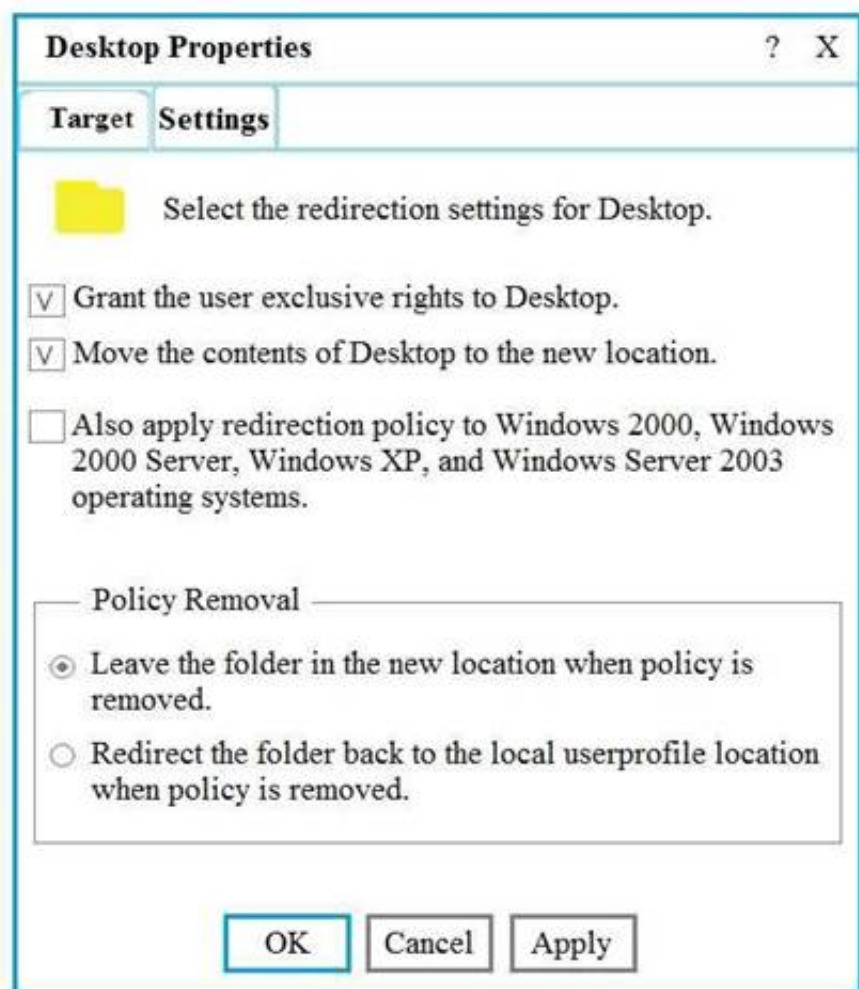 Desktop Properties ? X
Target Settings
Select the redirection settings for Desktop.
V Grant the user exclusive rights to Desktop.
V Move the contents of Desktop to the new location.
Also apply redirection policy to Windows 2000, Windows
2000 Server, Windows XP, and Windows Server 2003
operating systems.
Policy Removal
Leave the folder in the new location when policy is
removed.
Redirect the folder back to the local userprofile location
when policy is removed.
OK Cancel Apply